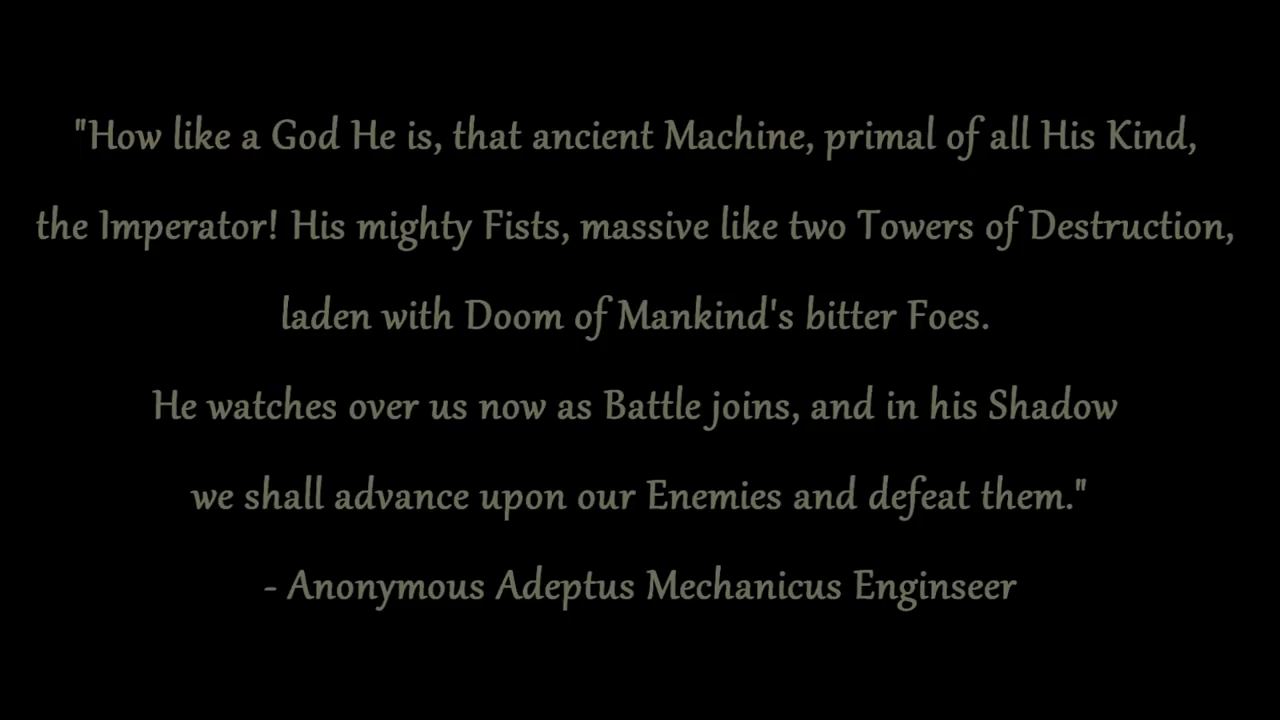 "How like a God He is, that ancient Machine, primal of all His Kind,
the Imperator! His mighty Fists, massive like two Towers of Destruction,
laden with Doom of Mankind's bitter Foes.
He watches over us now as Battle joins, and in his Shadow
we shall advance upon our Enemies and defeat them."
- Anonymous Adeptus Mechanicus Enginseer